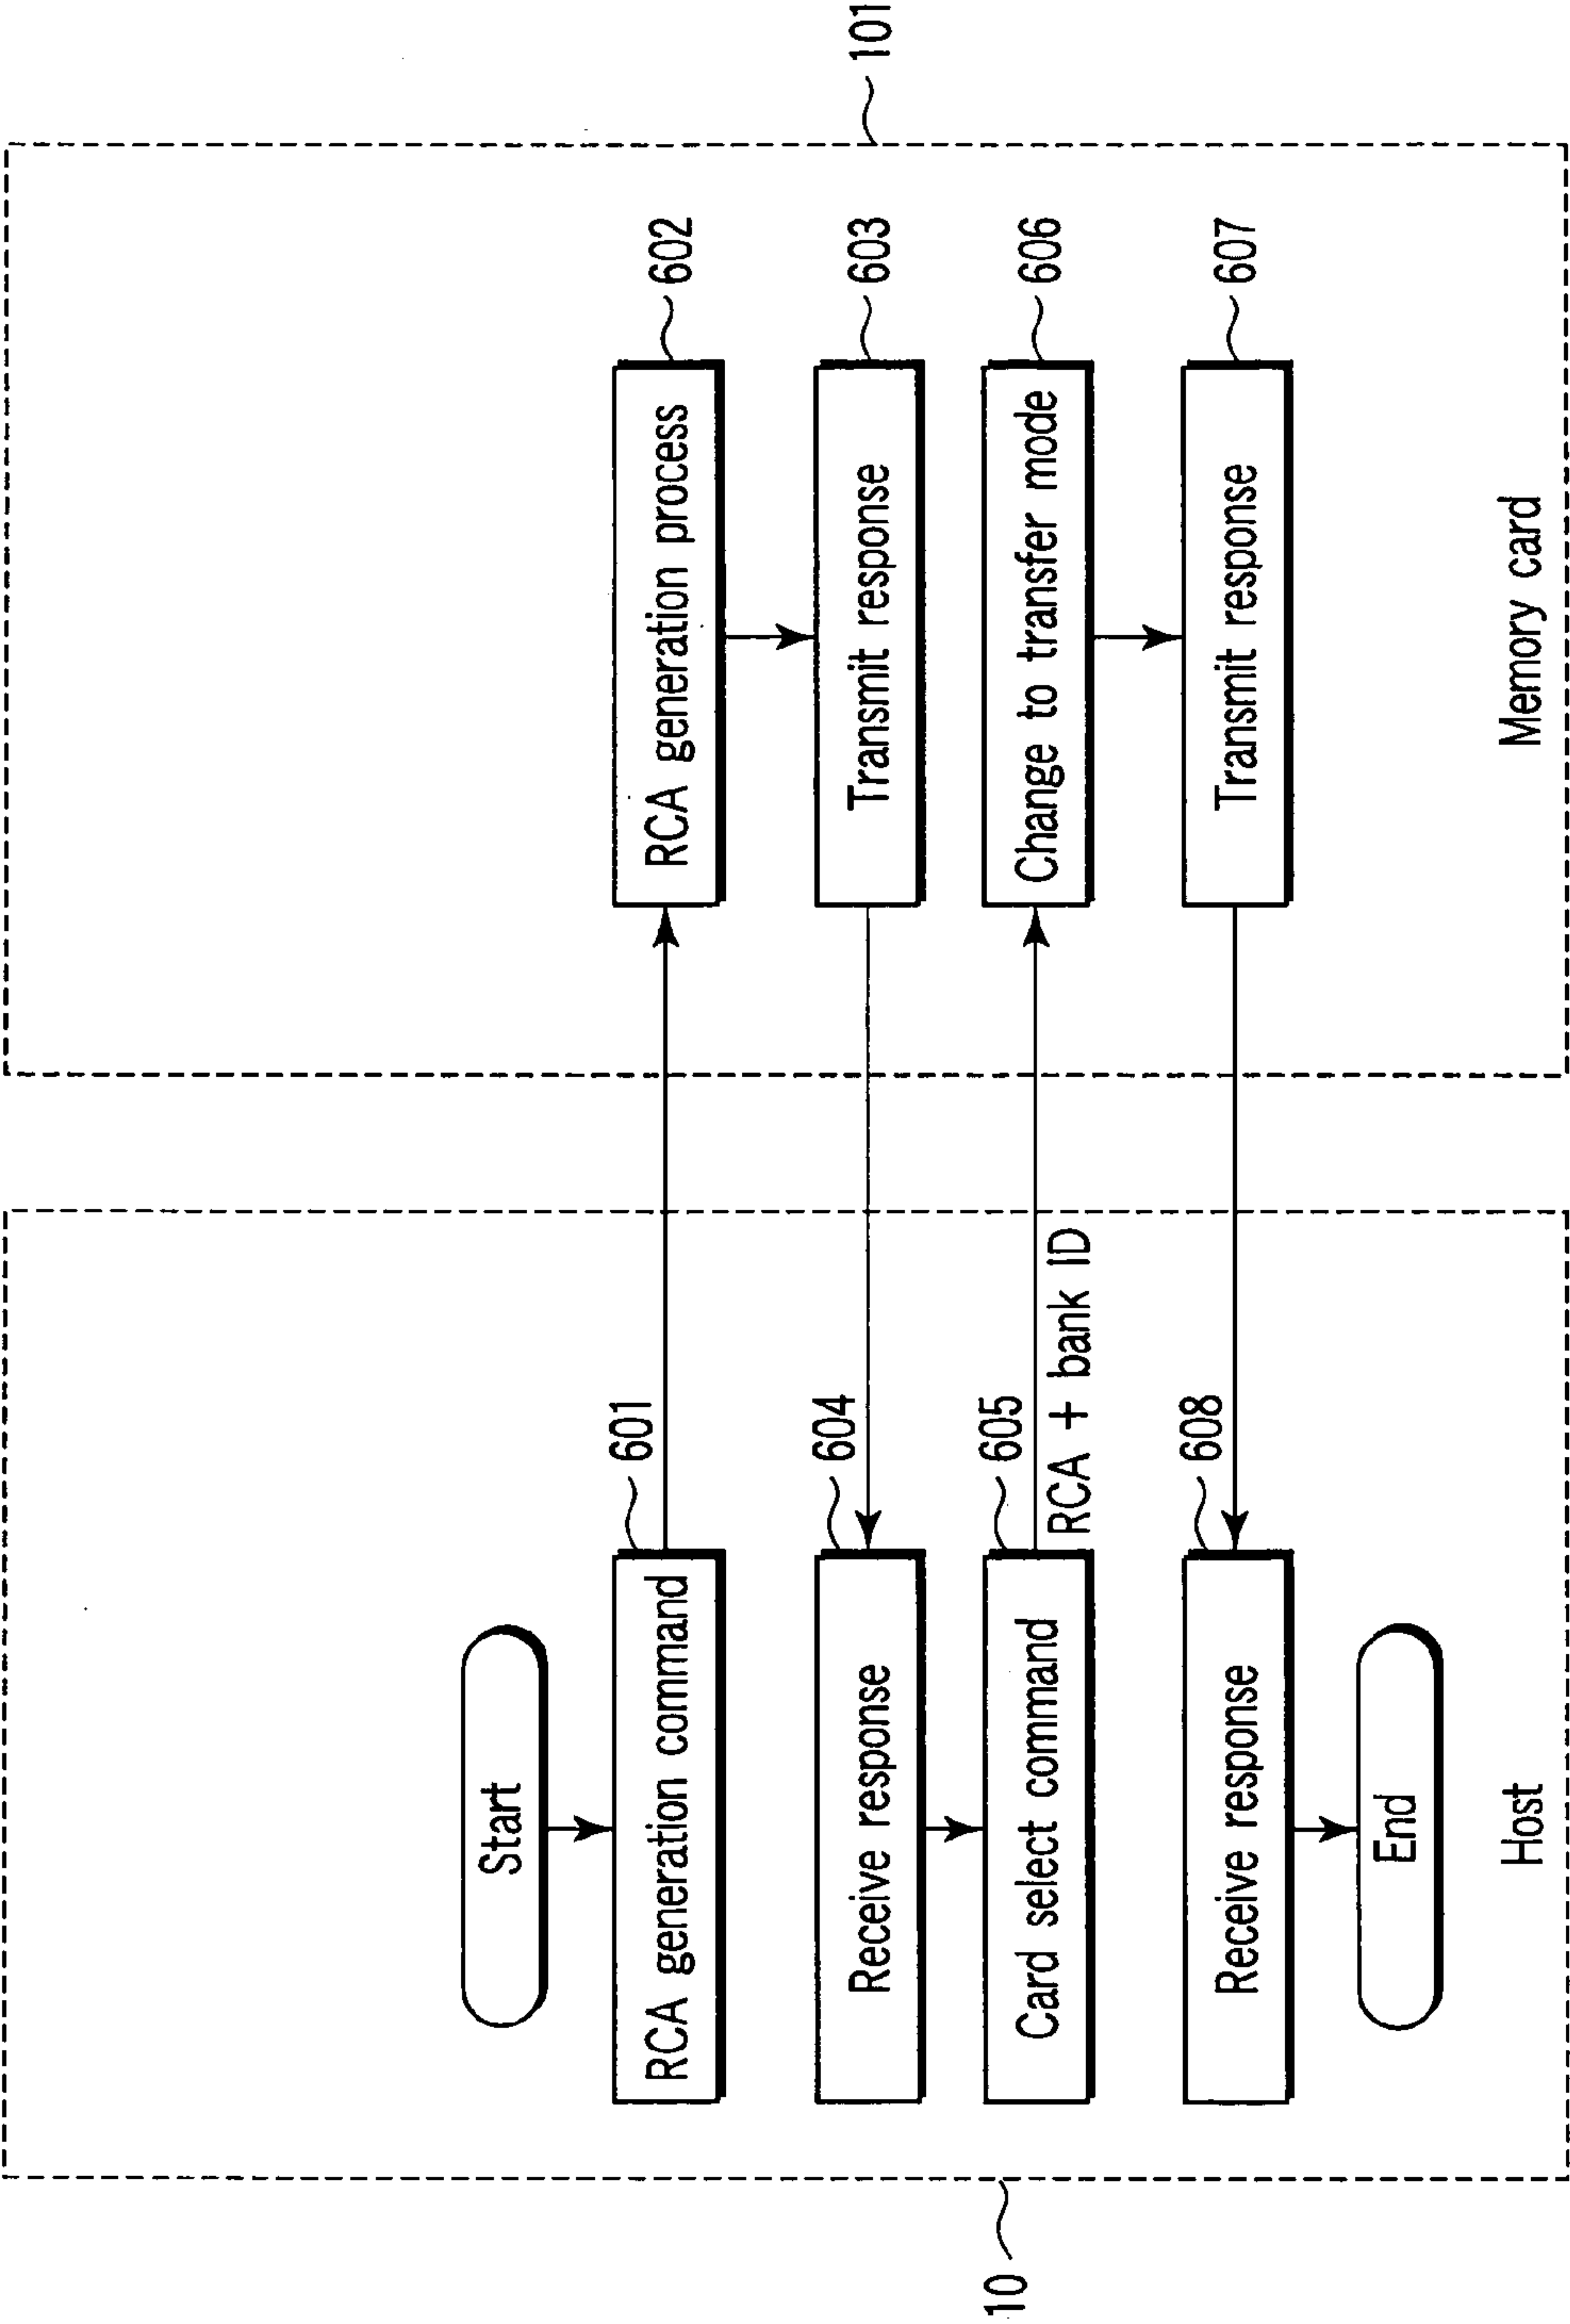 Start
601
RCA generation command
602
RCA generation process
604
Receive response
603
Transmit response
605
Card select command
RCA + bank ID
606
Change to transfer mode
608
Receive response
607
Transmit response
End
Host
Memory card
10
101